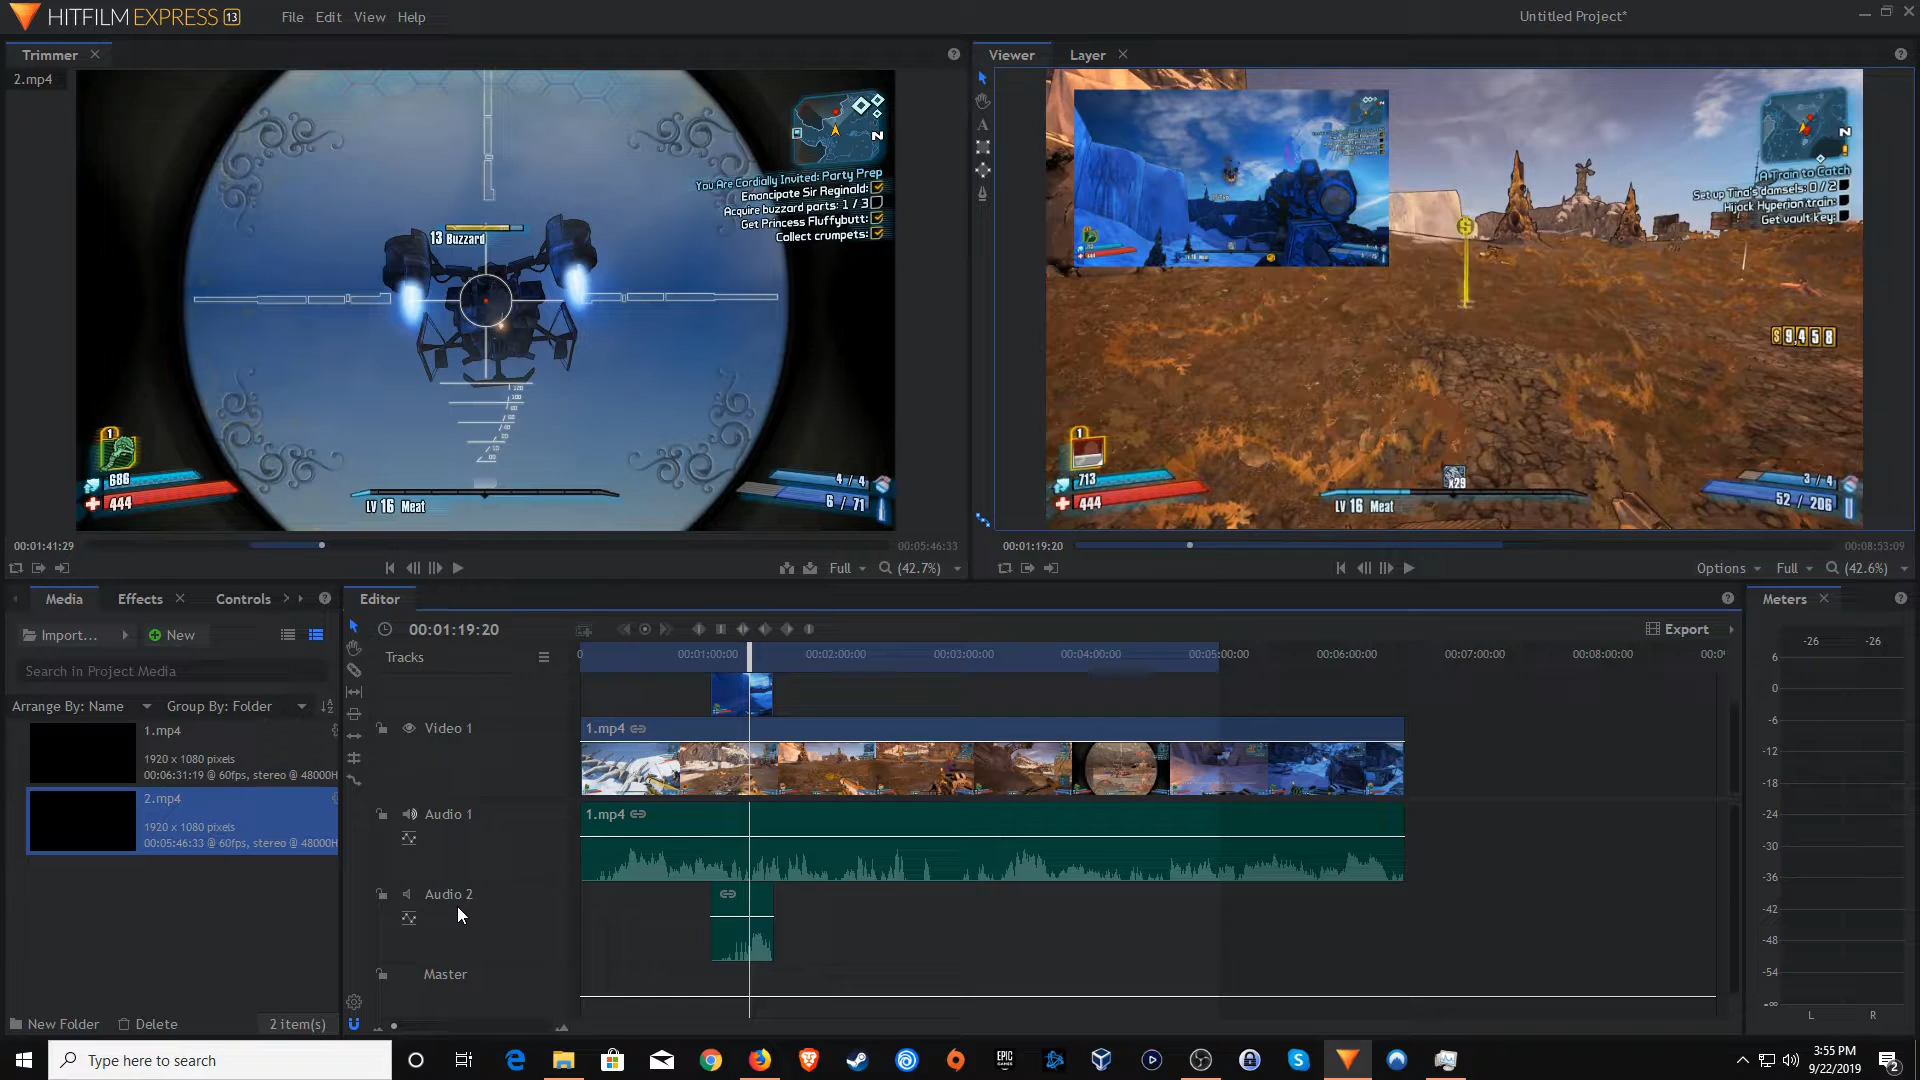 HITFILM EXPRESS 13
File Edit View Help
Untitled Project*
Trimmer
2.mp4
Viewer
Layer
N
You Are Cordially Invited: Party Prep
Emancipate Sir Reginald:
Acquire buzzard parts: 1 / 3
Get Princess Fluffybutt:
Collect crumpets:
13 Buzzard
1
686
444
LV 16 Meat
4 / 4
6 / 71
N
A Train to Catch
Set up Tina's damsels: 0 / 2
Hijack Hyperion train:
Get vault key:
$9,458
1
713
444
x29
LV 16 Meat
3 / 4
52 / 206
00:01:41:29
00:05:46:33
Full
(42.7%)
00:01:19:20
00:08:53:09
Options
Full
(42.6%)
Media
Effects
Controls
Import...
New
Search in Project Media
Arrange By: Name
Group By: Folder
1.mp4
1920 x 1080 pixels
00:06:31:19 @ 60fps, stereo @ 48000H
2.mp4
1920 x 1080 pixels
00:05:46:33 @ 60fps, stereo @ 48000H
New Folder
Delete
2 item(s)
Editor
00:01:19:20
Export
Tracks
0
00:01:00:00
00:02:00:00
00:03:00:00
00:04:00:00
00:05:00:00
00:06:00:00
00:07:00:00
00:08:00:00
Video 1
1.mp4
Audio 1
1.mp4
Audio 2
Master
Meters
-26 -26
6
0
-6
-12
-18
-24
-30
-36
-42
-48
-54
-∞
L R
Type here to search
EPIC GAMES
3:55 PM
9/22/2019
2